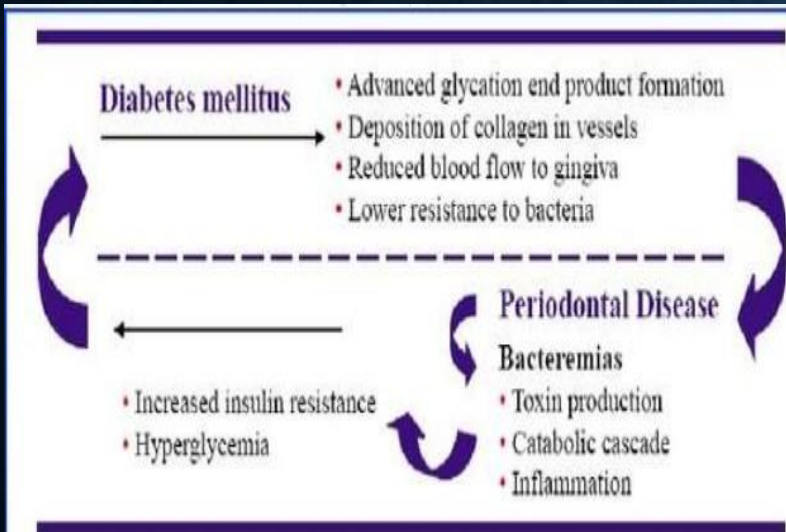 Diabetes mellitus
• Advanced glycation end product formation
• Deposition of collagen in vessels
• Reduced blood flow to gingiva
• Lower resistance to bacteria
Periodontal Disease
Bacteremias
• Toxin production
• Catabolic cascade
• Inflammation
• Increased insulin resistance
• Hyperglycemia